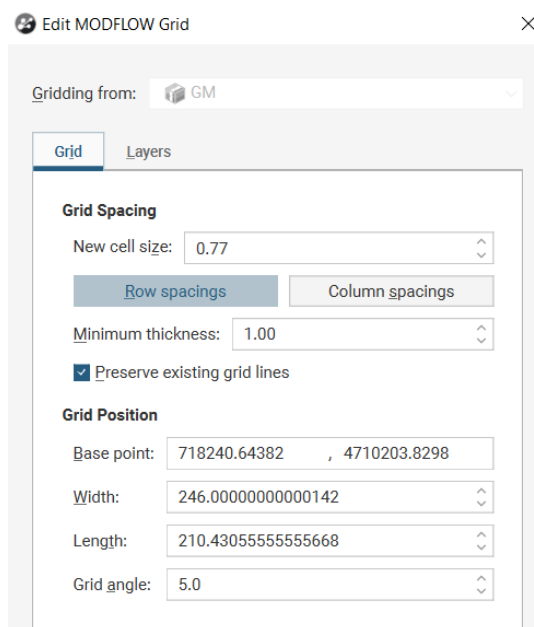 Edit MODFLOW Grid
Gridding from: GM
Grid Layers
Grid Spacing
New cell size: 0.77
Row spacings Column spacings
Minimum thickness: 1.00
Preserve existing grid lines
Grid Position
Base point: 718240.64382 , 4710203.8298
Width: 246.00000000000142
Length: 210.43055555555668
Grid angle: 5.0